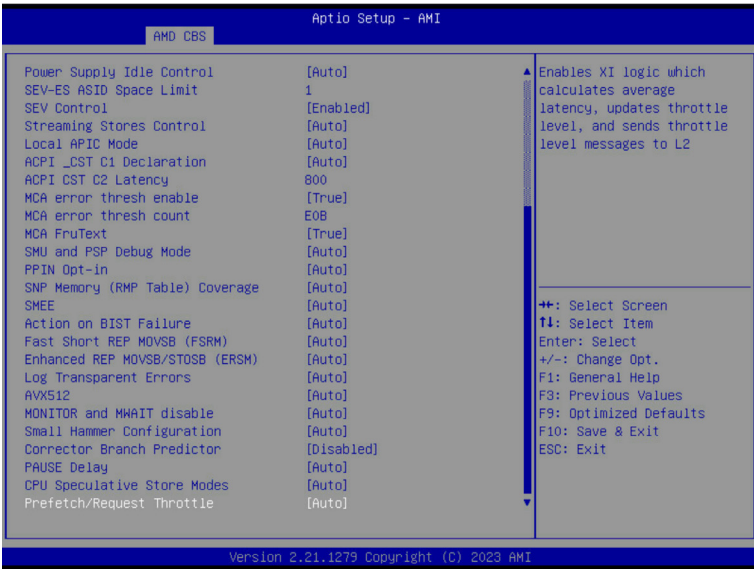 Aptio Setup – AMI
AMD CBS
Power Supply Idle Control [Auto]
SEV-ES ASID Space Limit 1
SEV Control [Enabled]
Streaming Stores Control [Auto]
Local APIC Mode [Auto]
ACPI _CST C1 Declaration [Auto]
ACPI CST C2 Latency 800
MCA error thresh enable [True]
MCA error thresh count E0B
MCA FruText [True]
SMU and PSP Debug Mode [Auto]
PPIN Opt-in [Auto]
SNP Memory (RMP Table) Coverage [Auto]
SMEE [Auto]
Action on BIST Failure [Auto]
Fast Short REP MOVSB (FSRM) [Auto]
Enhanced REP MOVSB/STOSB (ERSM) [Auto]
Log Transparent Errors [Auto]
AVX512 [Auto]
MONITOR and MWAIT disable [Auto]
Small Hammer Configuration [Auto]
Corrector Branch Predictor [Disabled]
PAUSE Delay [Auto]
CPU Speculative Store Modes [Auto]
Prefetch/Request Throttle [Auto]
Enables XI logic which
calculates average
latency, updates throttle
level, and sends throttle
level messages to L2
→←: Select Screen
↑↓: Select Item
Enter: Select
+/-: Change Opt.
F1: General Help
F3: Previous Values
F9: Optimized Defaults
F10: Save & Exit
ESC: Exit
Version 2.21.1279 Copyright (C) 2023 AMI